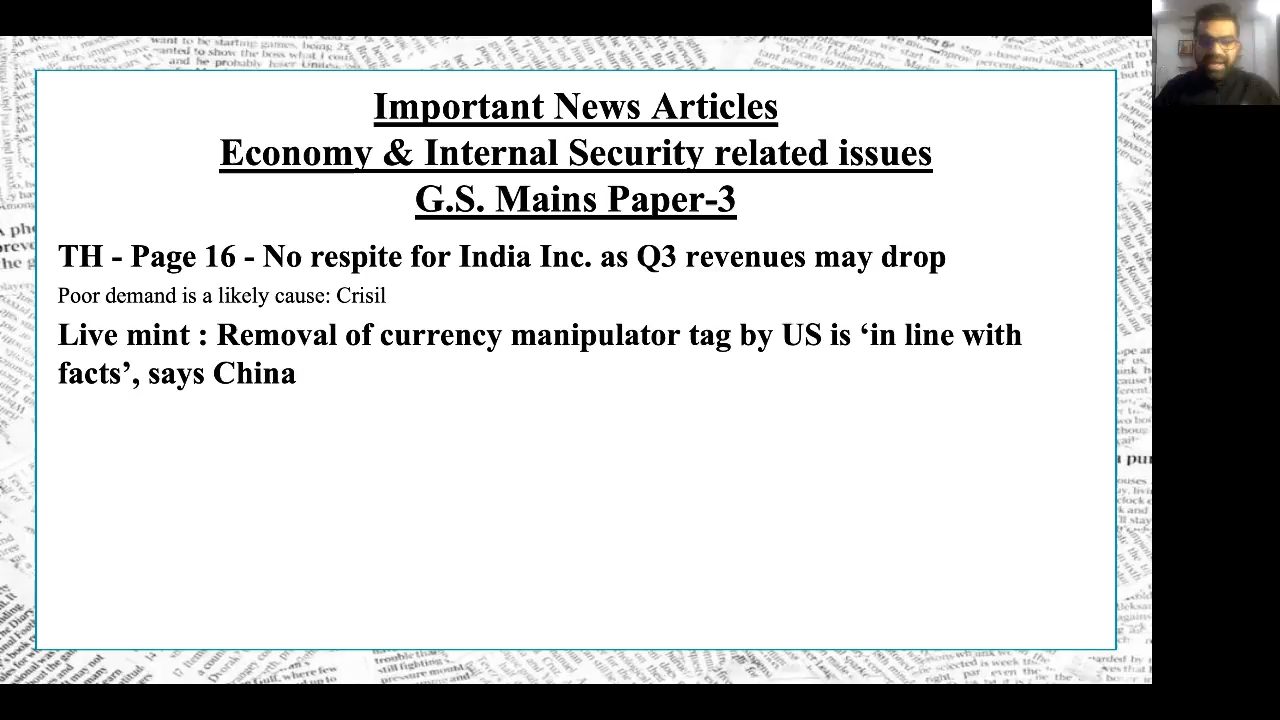 Important News Articles
Economy & Internal Security related issues
G.S. Mains Paper-3
TH - Page 16 - No respite for India Inc. as Q3 revenues may drop
Poor demand is a likely cause: Crisil
Live mint : Removal of currency manipulator tag by US is ‘in line with
facts’, says China